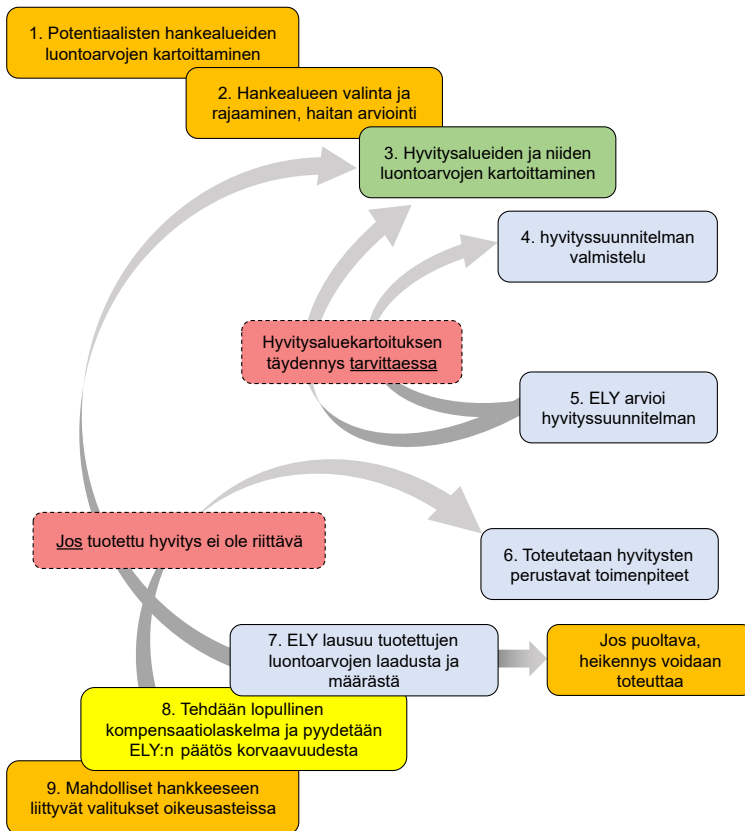 1. Potentiaalisten hankealueiden
luontoarvojen kartoittaminen
2. Hankealueen valinta ja
rajaaminen, haitan arviointi
3. Hyvitysalueiden ja niiden
luontoarvojen kartoittaminen
4. hyvityssuunnitelman
valmistelu
Hyvitysaluekartoituksen
täydennys tarvittaessa
5. ELY arvioi
hyvityssuunnitelman
Jos tuotettu hyvitys ei ole riittävä
6. Toteutetaan hyvitysten
perustavat toimenpiteet
7. ELY lausuu tuotettujen
luontoarvojen laadusta ja
määrästä
Jos puoltava,
heikennys voidaan
toteuttaa
8. Tehdään lopullinen
kompensaatiolaskelma ja pyydetään
ELY:n päätös korvaavuudesta
9. Mahdolliset hankkeeseen
liittyvät valitukset oikeusasteissa